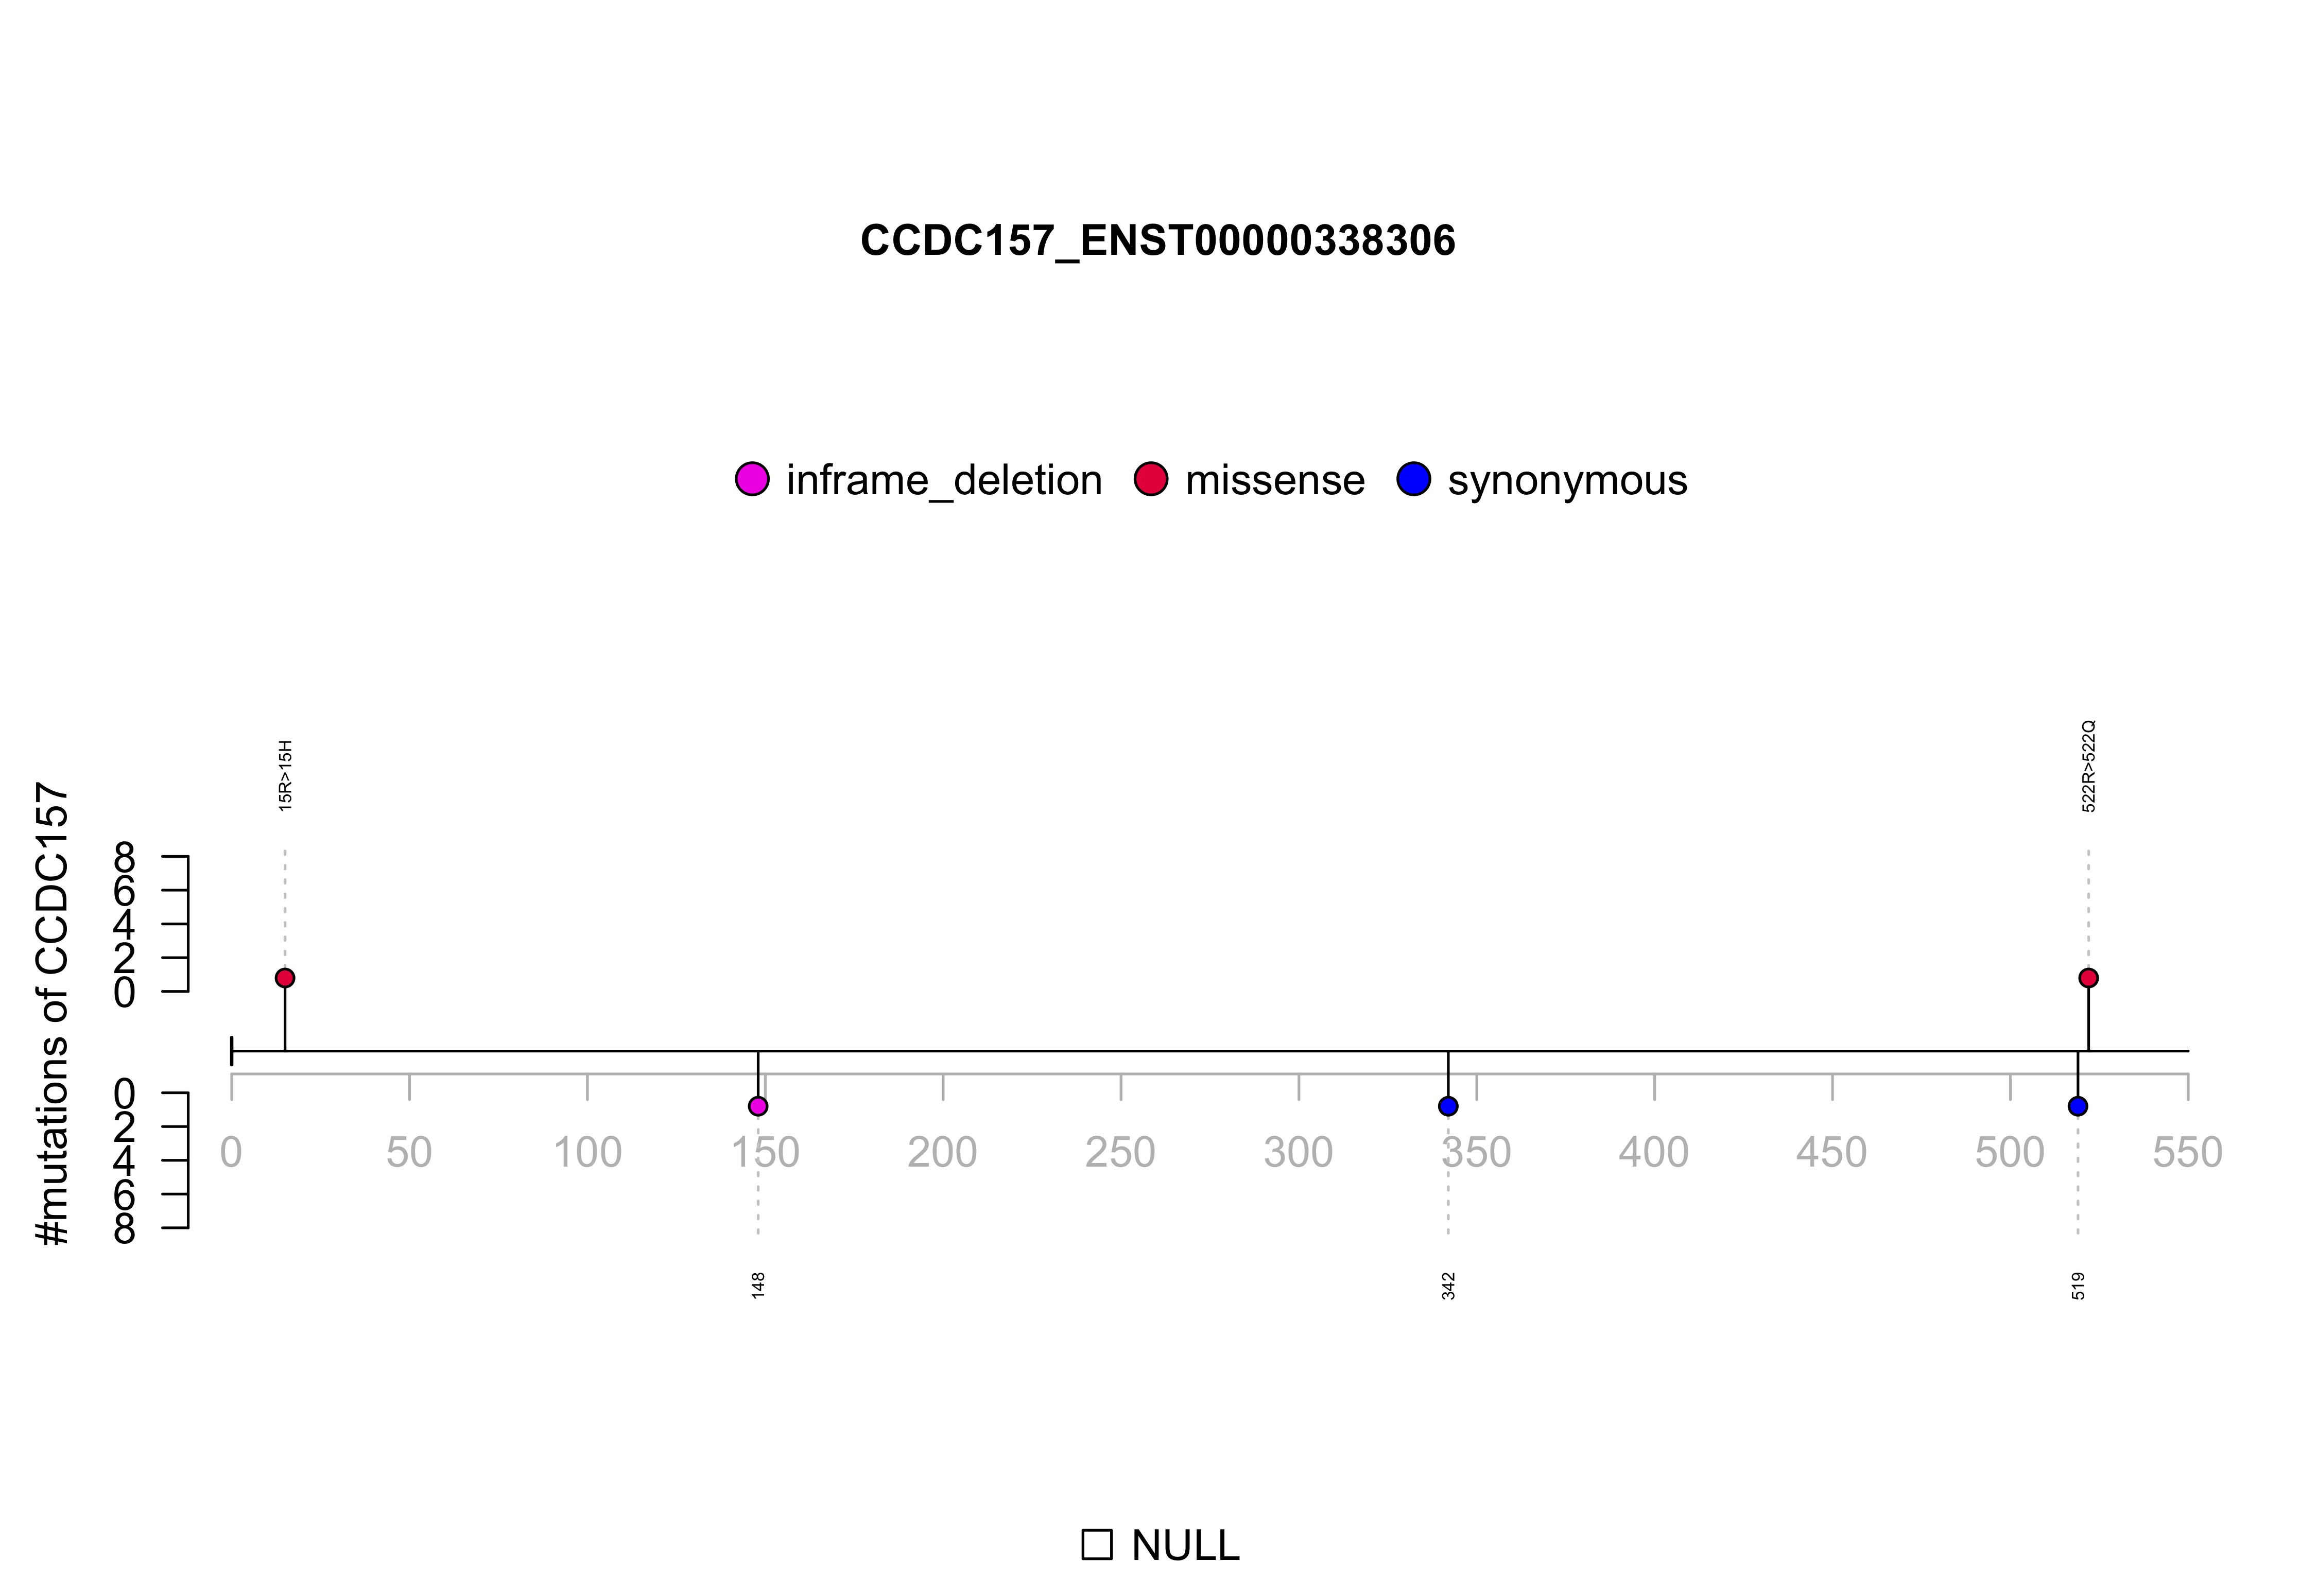 CCDC157_ENST00000338306
inframe_deletion missense synonymous
15R>15H
522R>522Q
#mutations of CCDC157
8
6
4
2
0
0
2
4
6
8
0 50 100 150 200 250 300 350 400 450 500 550
148
342
519
NULL